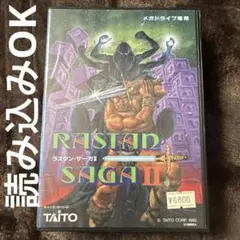 読み込みOK
メガドライブ専用
RASTAN
ラスタン・サーガⅡ
SAGA II
¥6800
TAITO
© TAITO CORP. 1990